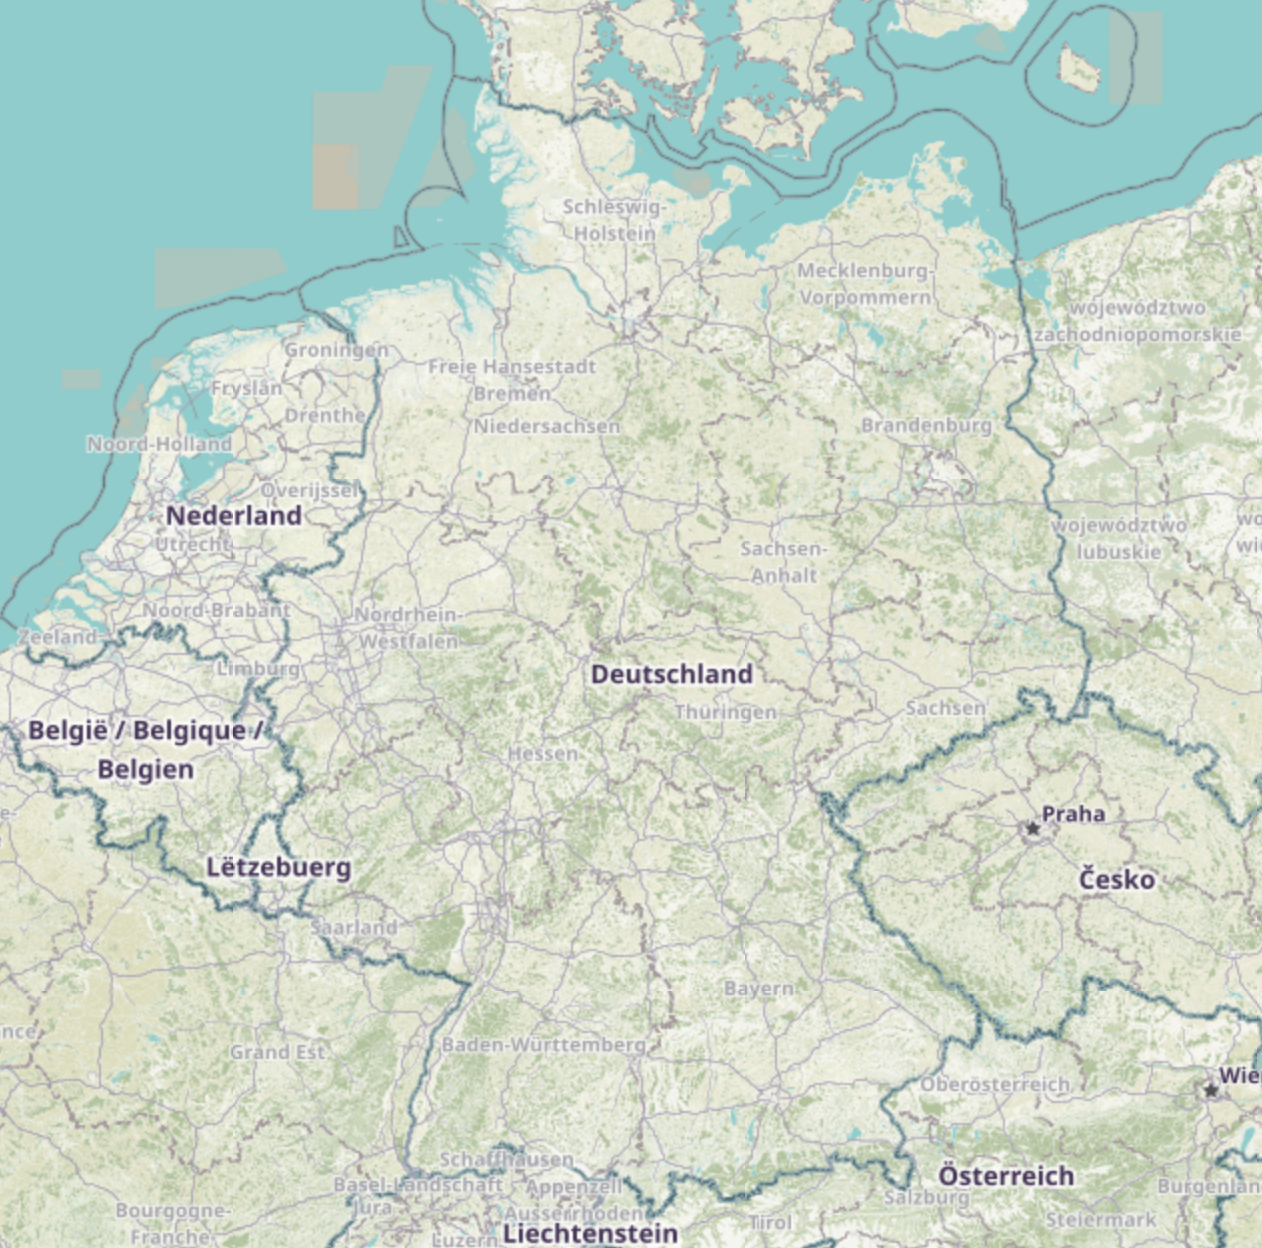 Schleswig-
Holstein
Mecklenburg-
Vorpommern
województwo
zachodniopomorskie
Groningen
Freie Hansestadt
Bremen
Fryslân
Drenthe
Niedersachsen
Brandenburg
Noord-Holland
Overijssel
Nederland
Utrecht
województwo
lubuskie
wo
wie
Sachsen-
Anhalt
Noord-Brabant
Nordrhein-
Westfalen
Zeeland
Limburg
Deutschland
België / Belgique /
Belgien
Thüringen
Sachsen
Hessen
e-
Praha
Lëtzebuerg
Česko
Saarland
Bayern
nce
Grand Est
Baden-Württemberg
Oberösterreich
Wie
Schaffhausen
Basel-Landschaft
Appenzell
Ausserrhoden
Jura
Österreich
Salzburg
Burgenlan
Bourgogne-
Franche-
Luzern
Liechtenstein
Tirol
Steiermark